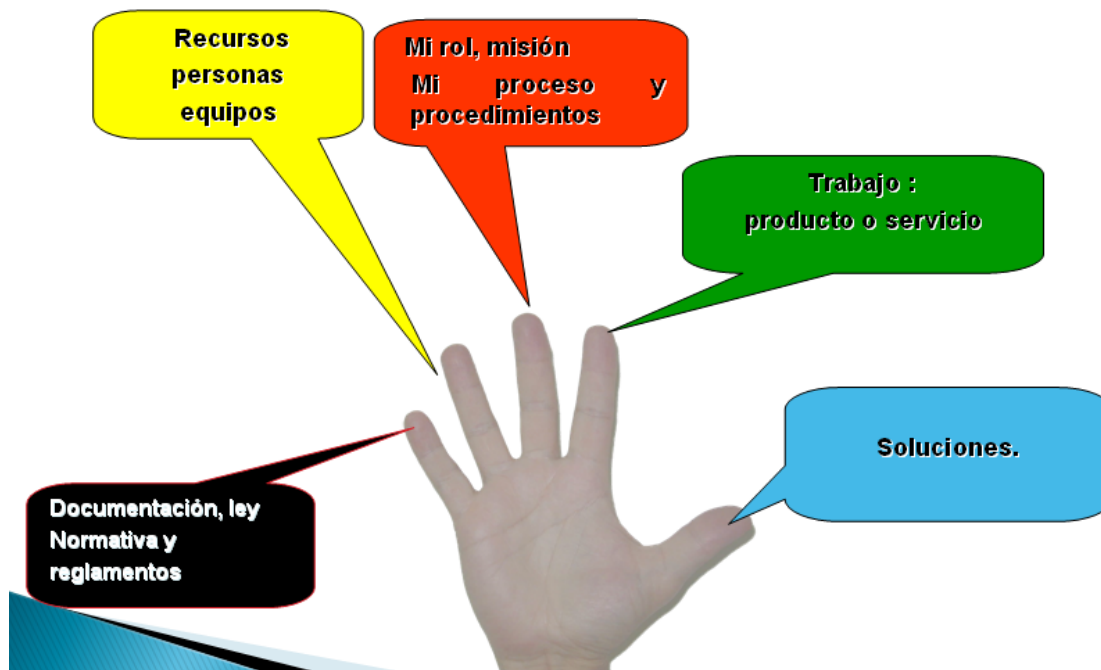 Recursos
personas
equipos
Mi rol, misión
Mi proceso y
procedimientos
Trabajo :
producto o servicio
Soluciones.
Documentación, ley
Normativa y
reglamentos